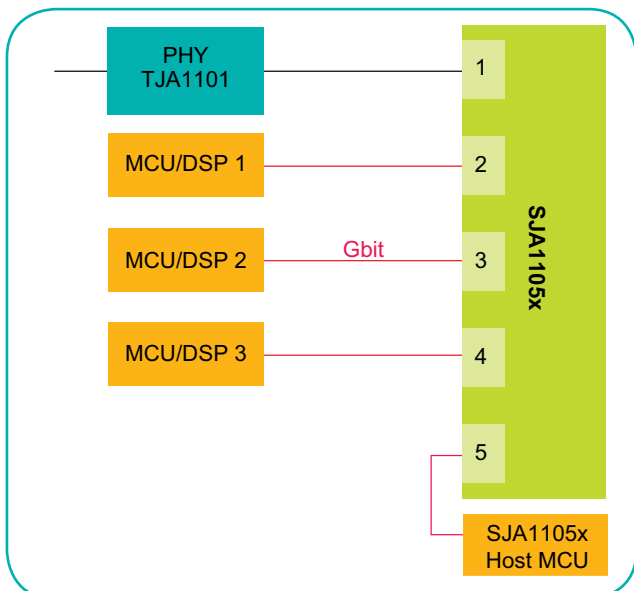 PHY
TJA1101
1
MCU/DSP 1
2
SJA1105x
MCU/DSP 2
Gbit
3
MCU/DSP 3
4
5
SJA1105x
Host MCU